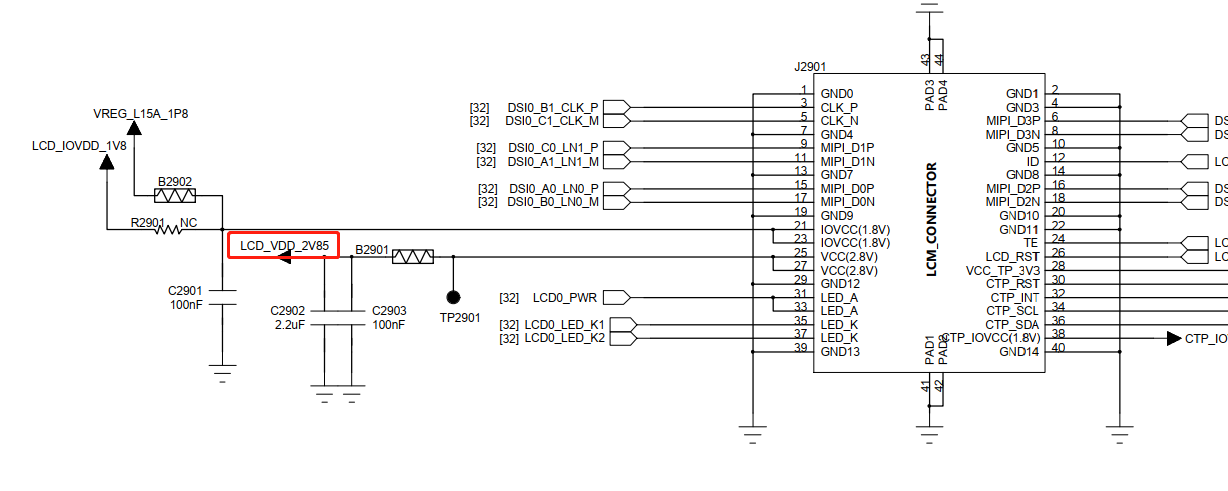 J2901
43
44
PAD3
PAD4
VREG_L15A_1P8
LCD_IOVDD_1V8
B2902
R2901 NC
LCD_VDD_2V85
B2901
C2901
100nF
C2902
2.2uF
C2903
100nF
TP2901
[32] DSI0_B1_CLK_P
[32] DSI0_C1_CLK_M
[32] DSI0_C0_LN1_P
[32] DSI0_A1_LN1_M
[32] DSI0_A0_LN0_P
[32] DSI0_B0_LN0_M
[32] LCD0_PWR
[32] LCD0_LED_K1
[32] LCD0_LED_K2
1 GND0
3 CLK_P
5 CLK_N
7 GND4
9 MIPI_D1P
11 MIPI_D1N
13 GND7
15 MIPI_D0P
17 MIPI_D0N
19 GND9
21 IOVCC(1.8V)
23 IOVCC(1.8V)
25 VCC(2.8V)
27 VCC(2.8V)
29 GND12
31 LED_A
33 LED_A
35 LED_K
37 LED_K
39 GND13
LCM_CONNECTOR
GND1 2
GND3 4
MIPI_D3P 6 DS
MIPI_D3N 8 DS
GND5 10
ID 12 LC
GND8 14
MIPI_D2P 16 DS
MIPI_D2N 18 DS
GND10 20
GND11 22
TE 24 LC
LCD_RST 26 LC
VCC_TP_3V3 28
CTP_RST 30
CTP_INT 32
CTP_SCL 34
CTP_SDA 36
CTP_IOVCC(1.8V) 38 CTP_IO
GND14 40
PAD1
PAD2
41
42